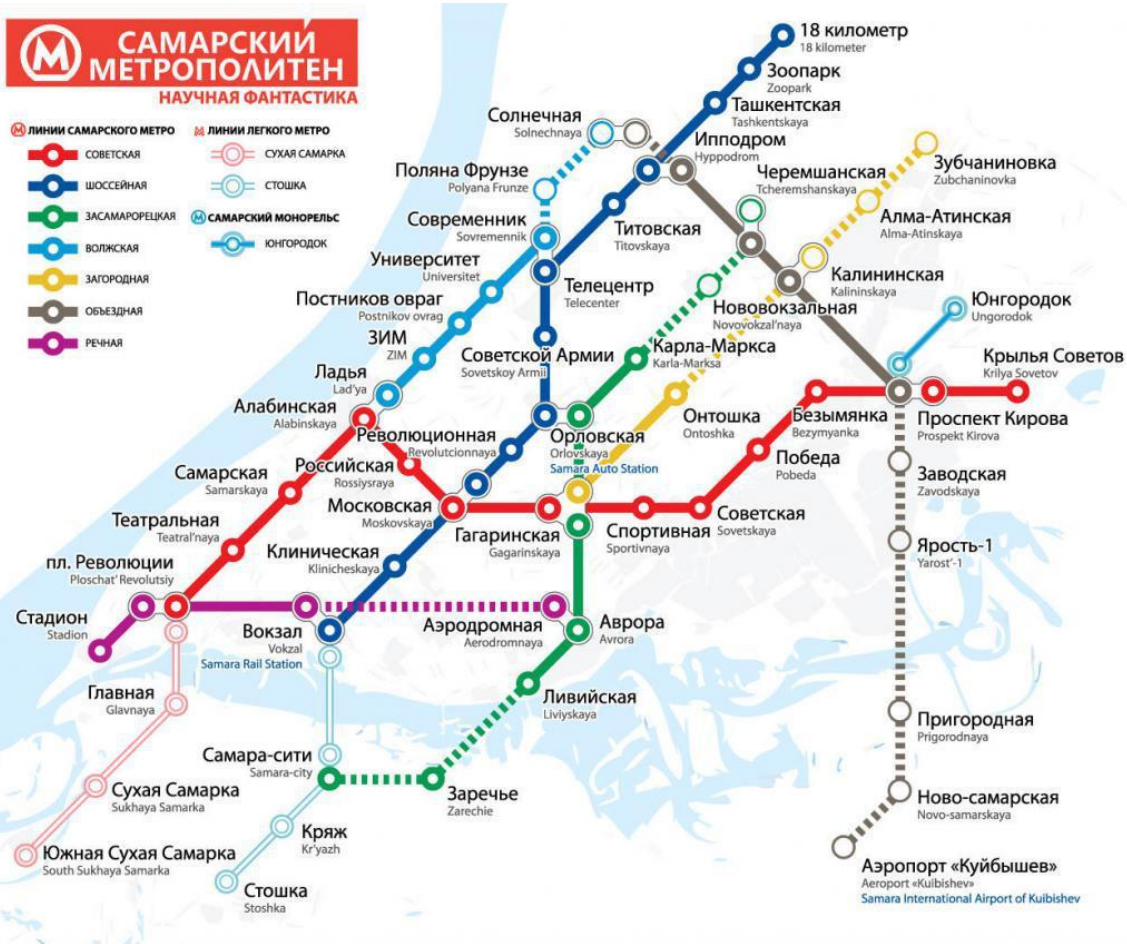 САМАРСКИЙ
МЕТРОПОЛИТЕН
НАУЧНАЯ ФАНТАСТИКА
ЛИНИИ САМАРСКОГО МЕТРО
СОВЕТСКАЯ
ШОССЕЙНАЯ
ЗАСАМАРОРЕЦКАЯ
ВОЛЖСКАЯ
ЗАГОРОДНАЯ
ОБЪЕЗДНАЯ
РЕЧНАЯ
ЛИНИИ ЛЕГКОГО МЕТРО
СУХАЯ САМАРКА
СТОШКА
САМАРСКИЙ МОНОРЕЛЬС
ЮНГОРОДОК
18 километр
18 kilometer
Зоопарк
Zoopark
Ташкентская
Tashkentskaya
Солнечная
Solnechnaya
Ипподром
Hyppodrom
Поляна Фрунзе
Polyana Frunze
Черемшанская
Tcheremshanskaya
Зубчаниновка
Zubchaninovka
Современник
Sovremennik
Титовская
Titovskaya
Алма-Атинская
Alma-Atinskaya
Университет
Universitet
Телецентр
Telecenter
Калининская
Kalininskaya
Постников овраг
Postnikov ovrag
Нововокзальная
Novovokzal'naya
Юнгородок
Ungorodok
ЗИМ
ZIM
Советской Армии
Sovetskoy Armii
Карла-Маркса
Karla-Marksa
Крылья Советов
Krilya Sovetov
Ладья
Lad'ya
Алабинская
Alabinskaya
Революционная
Revolutcionnaya
Орловская
Orlovskaya
Samara Auto Station
Онтошка
Ontoshka
Безымянка
Bezymyanka
Проспект Кирова
Prospekt Kirova
Самарская
Samarskaya
Российская
Rossiysraya
Победа
Pobeda
Заводская
Zavodskaya
Московская
Moskovskaya
Театральная
Teatral'naya
Гагаринская
Gagarinskaya
Спортивная
Sportivnaya
Советская
Sovetskaya
Клиническая
Klinicheskaya
Ярость-1
Yarost'-1
пл. Революции
Ploschat' Revolutsiy
Стадион
Stadion
Вокзал
Vokzal
Samara Rail Station
Аэродромная
Aerodromnaya
Аврора
Avrora
Главная
Glavnaya
Ливийская
Liviyskaya
Пригородная
Prigorodnaya
Самара-сити
Samara-city
Сухая Самарка
Sukhaya Samarka
Заречье
Zarechie
Ново-самарская
Novo-samarskaya
Кряж
Kr'yazh
Южная Сухая Самарка
South Sukhaya Samarka
Стошка
Stoshka
Аэропорт «Куйбышев»
Aeroport «Kuibishev»
Samara International Airport of Kuibishev